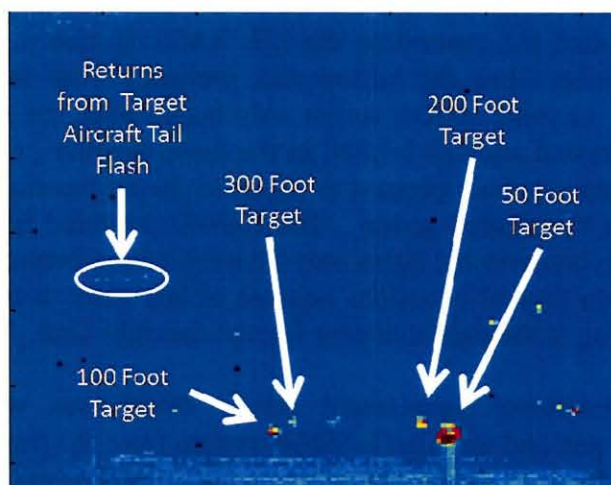 Returns
from Target
Aircraft Tail
Flash
300 Foot
Target
200 Foot
Target
50 Foot
Target
100 Foot
Target